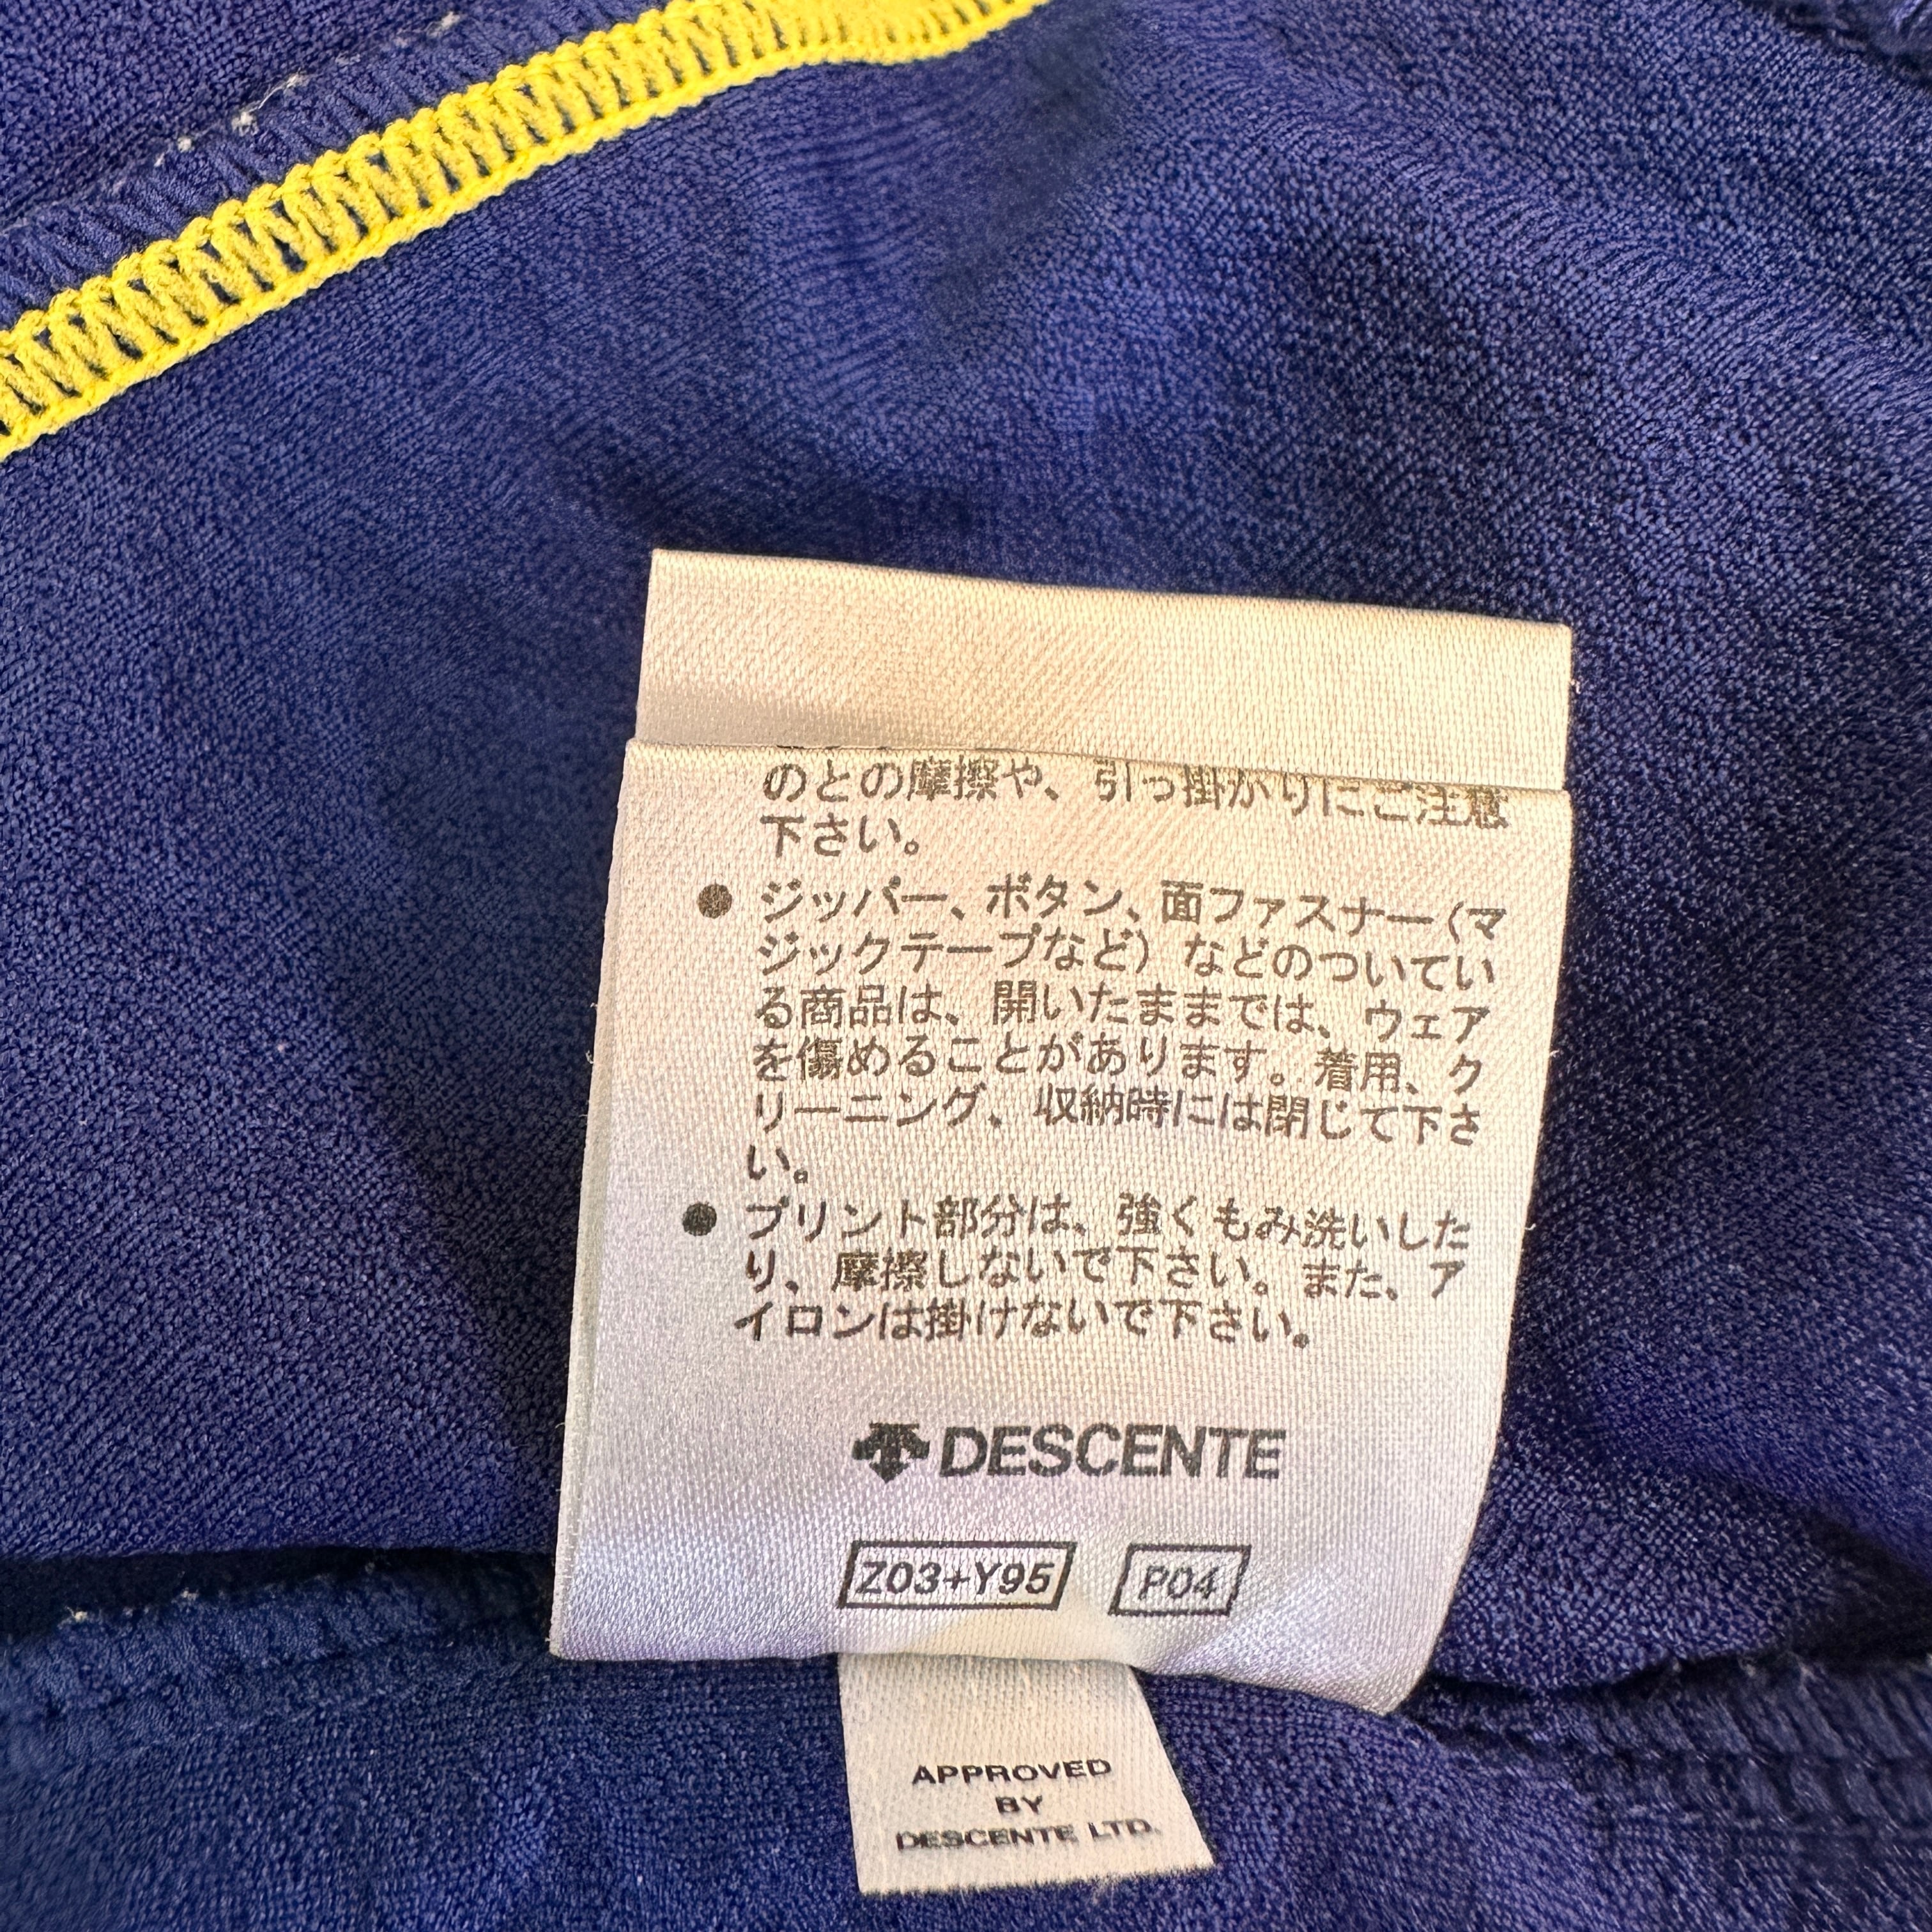 のとの摩擦や、引っ掛かりにご注意
下さい。
● ジッパー、ボタン、面ファスナー(マ
ジックテープなど) などのついてい
る商品は、開いたままでは、ウェア
を傷めることがあります。着用、ク
リーニング、収納時には閉じて下さ
い。
● プリント部分は、強くもみ洗いした
り、摩擦しないで下さい。また、ア
イロンは掛けないで下さい。
DESCENTE
Z03+Y95 P04
APPROVED
BY
DESCENTE LTD.